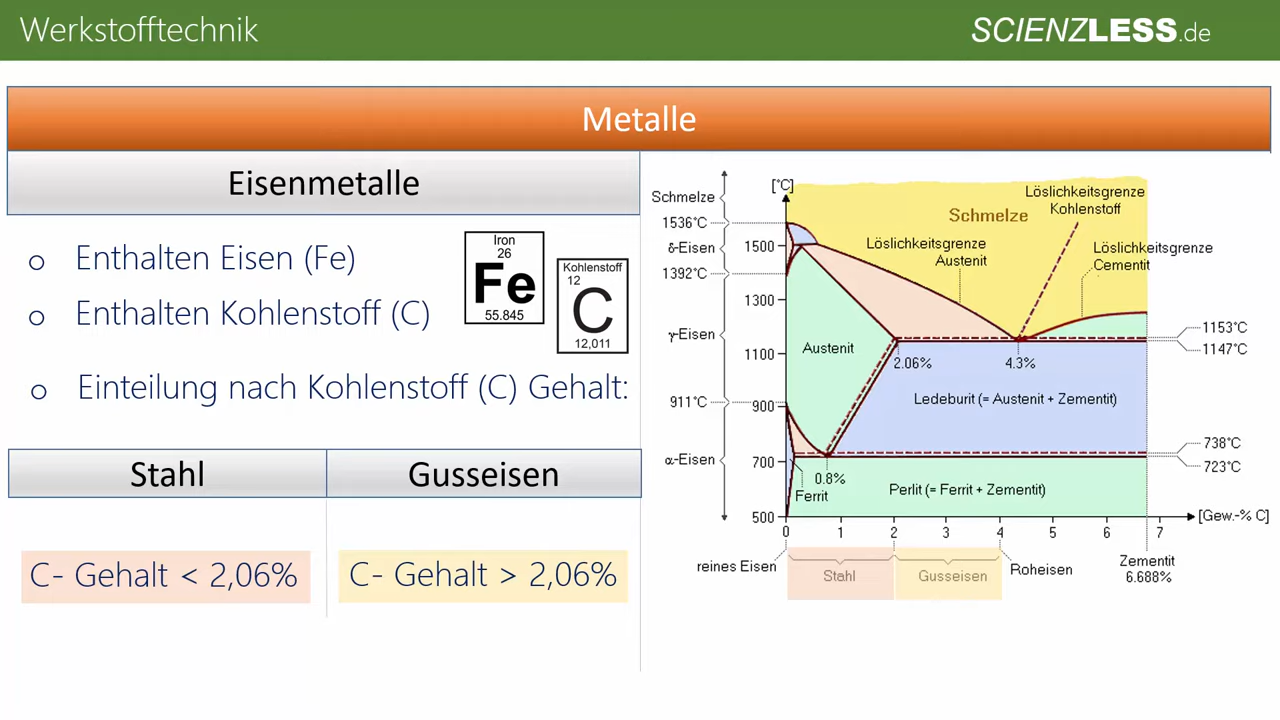 Werkstofftechnik
SCIENZLESS.de
Metalle
Eisenmetalle
o Enthalten Eisen (Fe)
o Enthalten Kohlenstoff (C)
Iron
26
Fe
55.845
Kohlenstoff
12
C
12,011
o Einteilung nach Kohlenstoff (C) Gehalt:
Stahl
Gusseisen
C- Gehalt < 2,06%
C- Gehalt > 2,06%
[°C]
Schmelze
1536°C
δ-Eisen
1392°C
γ-Eisen
911°C
α-Eisen
1500
1300
1100
900
700
500
Schmelze
Löslichkeitsgrenze
Kohlenstoff
Löslichkeitsgrenze
Austenit
Löslichkeitsgrenze
Cementit
Austenit
2.06%
4.3%
1153°C
1147°C
Ledeburit (= Austenit + Zementit)
738°C
723°C
0.8%
Ferrit
Perlit (= Ferrit + Zementit)
0 1 2 3 4 5 6 7
[Gew.-% C]
reines Eisen
Stahl
Gusseisen
Roheisen
Zementit
6.688%